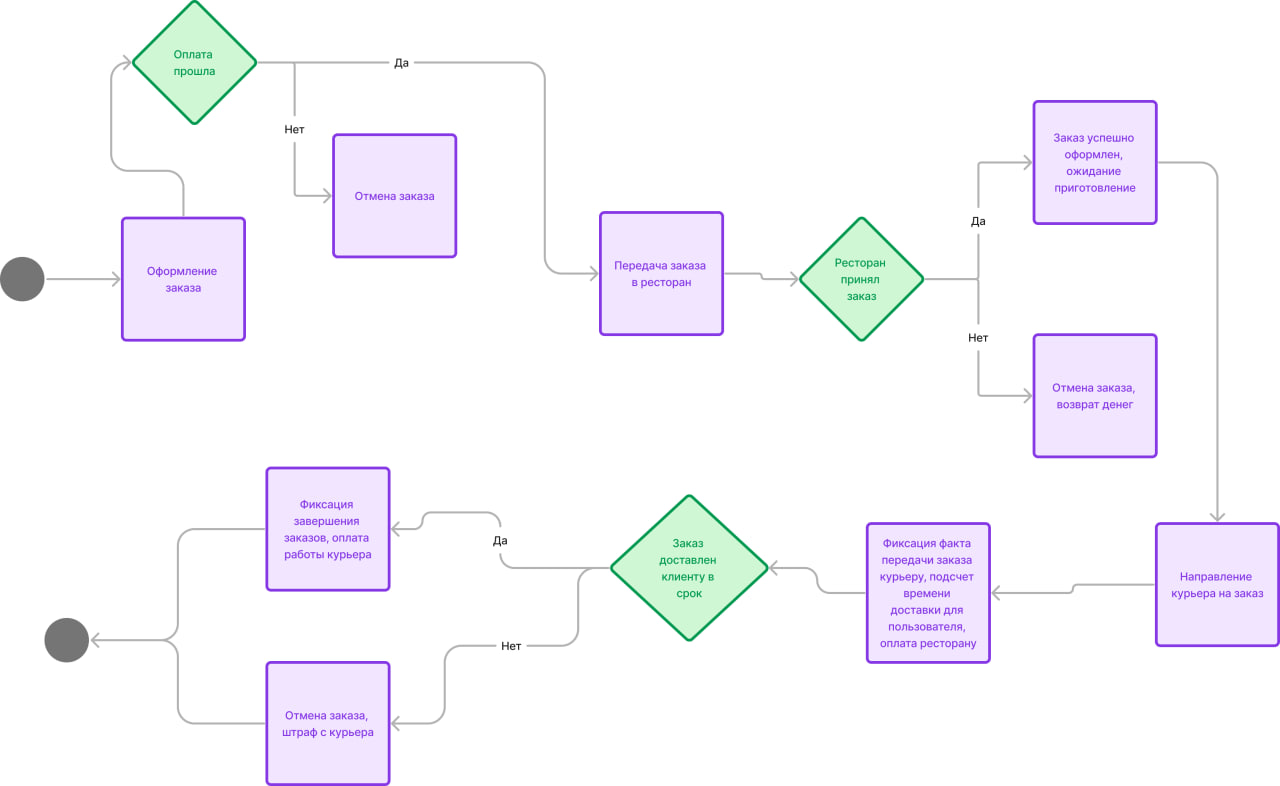 Оплата
прошла
Да
Нет
Отмена заказа
Оформление
заказа
Передача заказа
в ресторан
Ресторан
принял
заказ
Да
Заказ успешно
оформлен,
ожидание
приготовление
Нет
Отмена заказа,
возврат денег
Направление
курьера на заказ
Фиксация факта
передачи заказа
курьеру, подсчет
времени
доставки для
пользователя,
оплата ресторану
Заказ
доставлен
клиенту в
срок
Да
Фиксация
завершения
заказов, оплата
работы курьера
Нет
Отмена заказа,
штраф с курьера